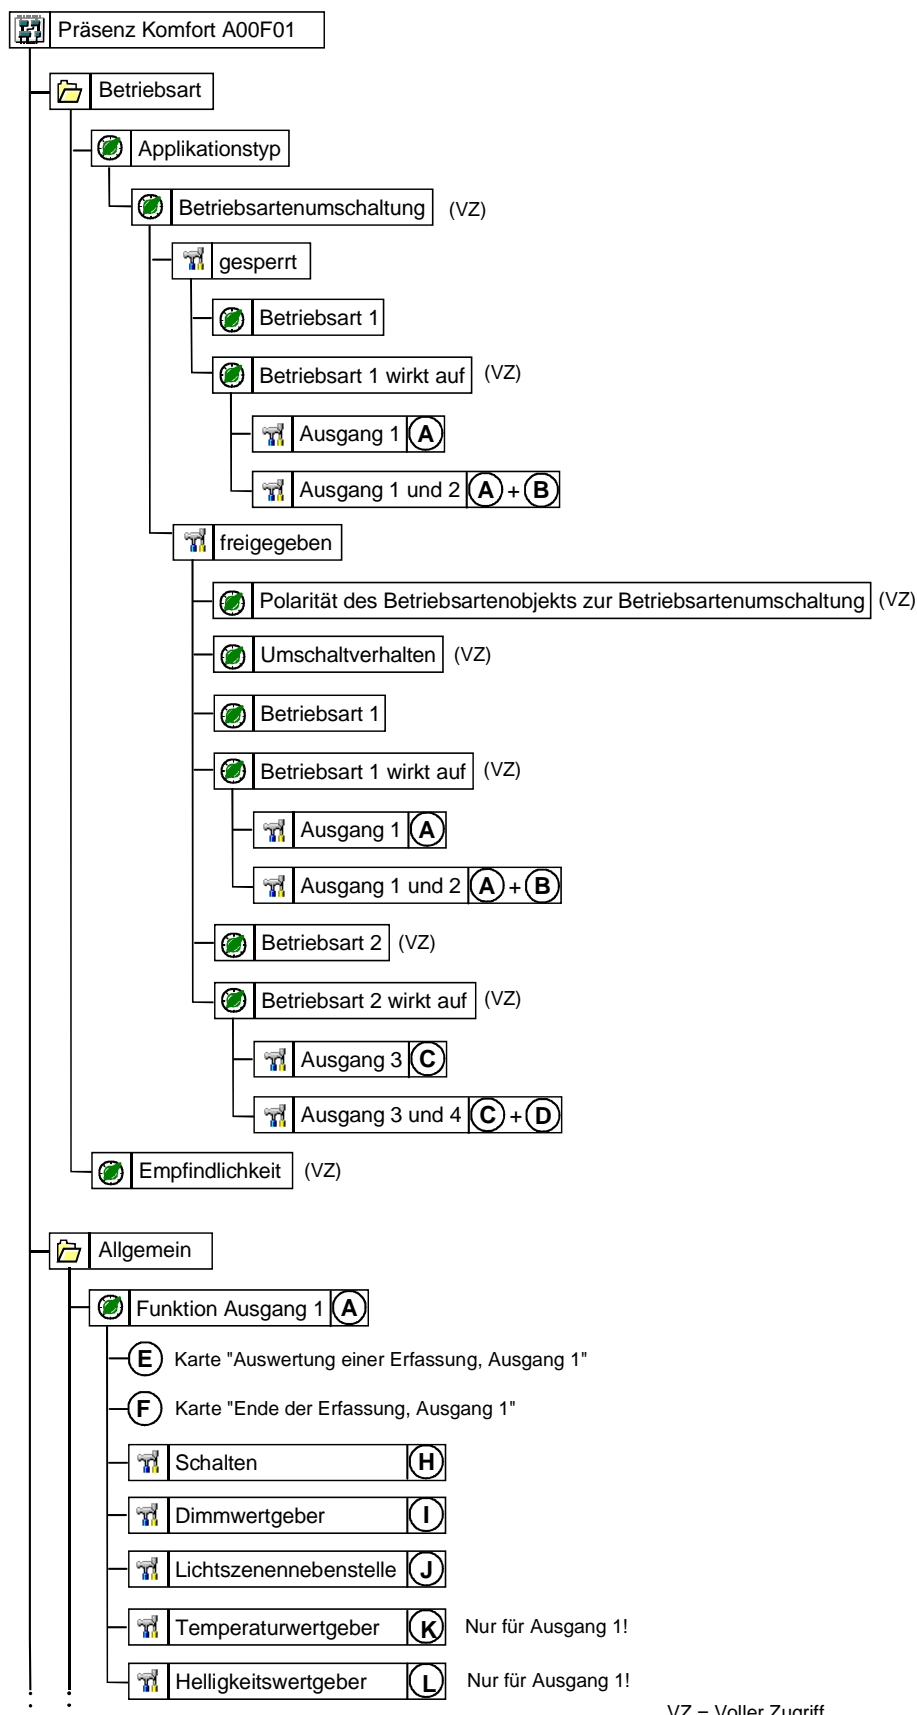 Präsenz Komfort A00F01
Betriebsart
Applikationstyp
Betriebsartenumschaltung (VZ)
gesperrt
Betriebsart 1
Betriebsart 1 wirkt auf (VZ)
Ausgang 1 A
Ausgang 1 und 2 A + B
freigegeben
Polarität des Betriebsartenobjekts zur Betriebsartenumschaltung (VZ)
Umschaltverhalten (VZ)
Betriebsart 1
Betriebsart 1 wirkt auf (VZ)
Ausgang 1 A
Ausgang 1 und 2 A + B
Betriebsart 2 (VZ)
Betriebsart 2 wirkt auf (VZ)
Ausgang 3 C
Ausgang 3 und 4 C + D
Empfindlichkeit (VZ)
Allgemein
Funktion Ausgang 1 A
E Karte "Auswertung einer Erfassung, Ausgang 1"
F Karte "Ende der Erfassung, Ausgang 1"
Schalten H
Dimmwertgeber I
Lichtszenennebenstelle J
Temperaturwertgeber K Nur für Ausgang 1!
Helligkeitswertgeber L Nur für Ausgang 1!
VZ = Voller Zugriff